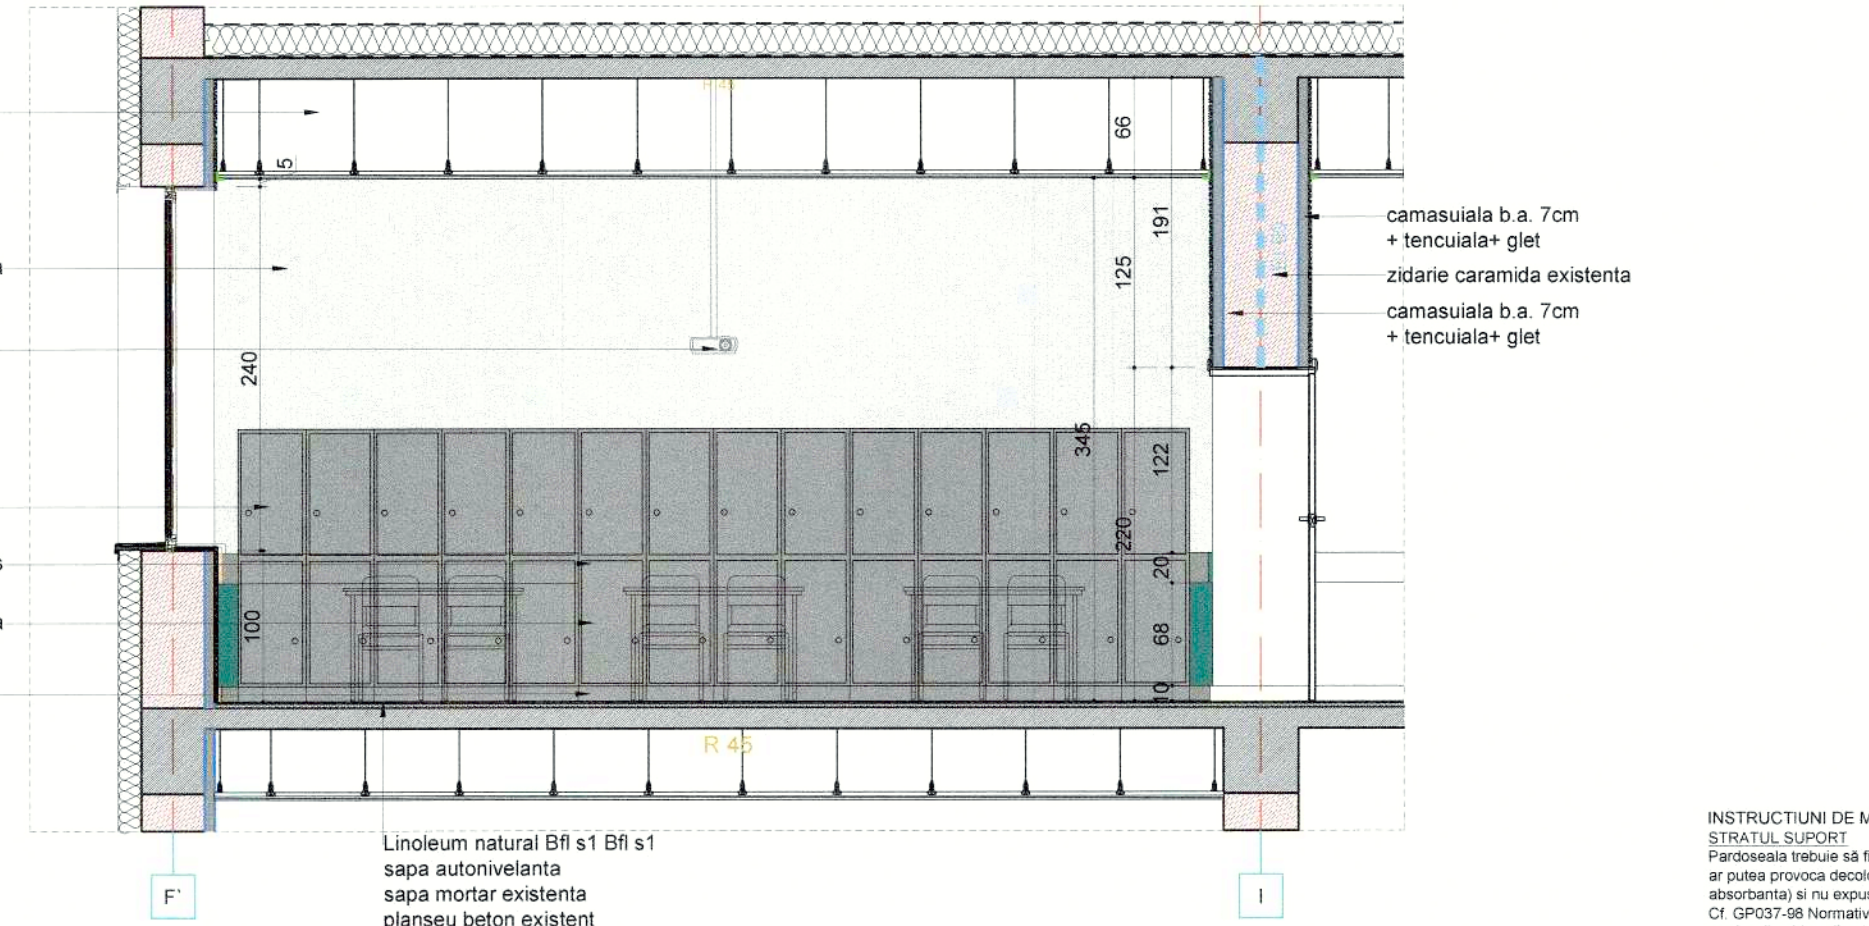 R 45
66
5
191
camasuiala b.a. 7cm
+ tencuiala+ glet
125
zidarie caramida existenta
camasuiala b.a. 7cm
+ tencuiala+ glet
240
345
122
220
20
s
100
68
a
10
R 45
Linoleum natural Bfl s1 Bfl s1
sapa autonivelanta
sapa mortar existenta
planseu beton existent
F`
I
INSTRUCTIUNI DE M
STRATUL SUPORT
Pardoseala trebuie să fi
ar putea provoca decolo
absorbanta) si nu expus
Cf. GP037-98 Normativ